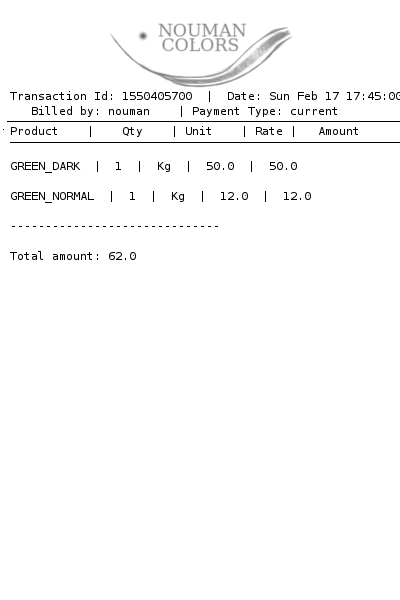 NOUMAN
COLORS
Transaction Id: 1550405700 | Date: Sun Feb 17 17:45:00
Billed by: nouman | Payment Type: current
Product | Qty | Unit | Rate | Amount
GREEN_DARK | 1 | Kg | 50.0 | 50.0
GREEN_NORMAL | 1 | Kg | 12.0 | 12.0
------------------------------
Total amount: 62.0